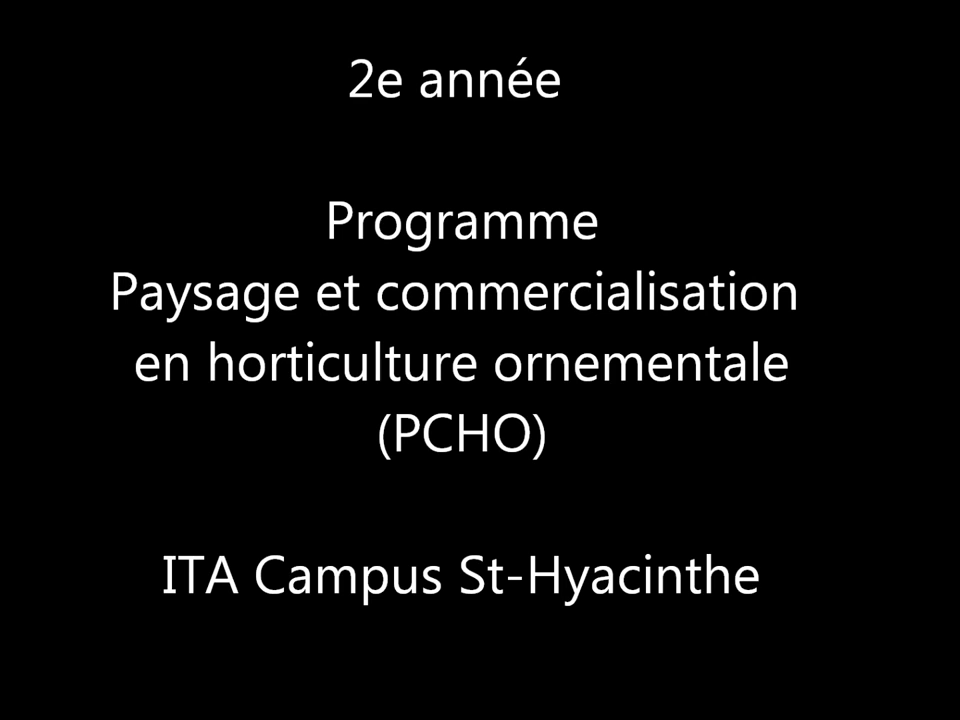 2e année
Programme
Paysage et commercialisation
en horticulture ornementale
(PCHO)
ITA Campus St-Hyacinthe